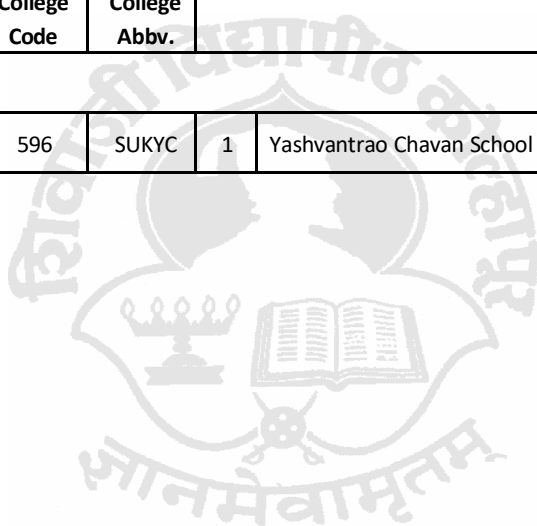 College College
Code Abbv.
596 SUKYC 1 Yashvantrao Chavan School
शिवाजी विद्यापीठ कोल्हापूर
ज्ञानमेवामृतम्